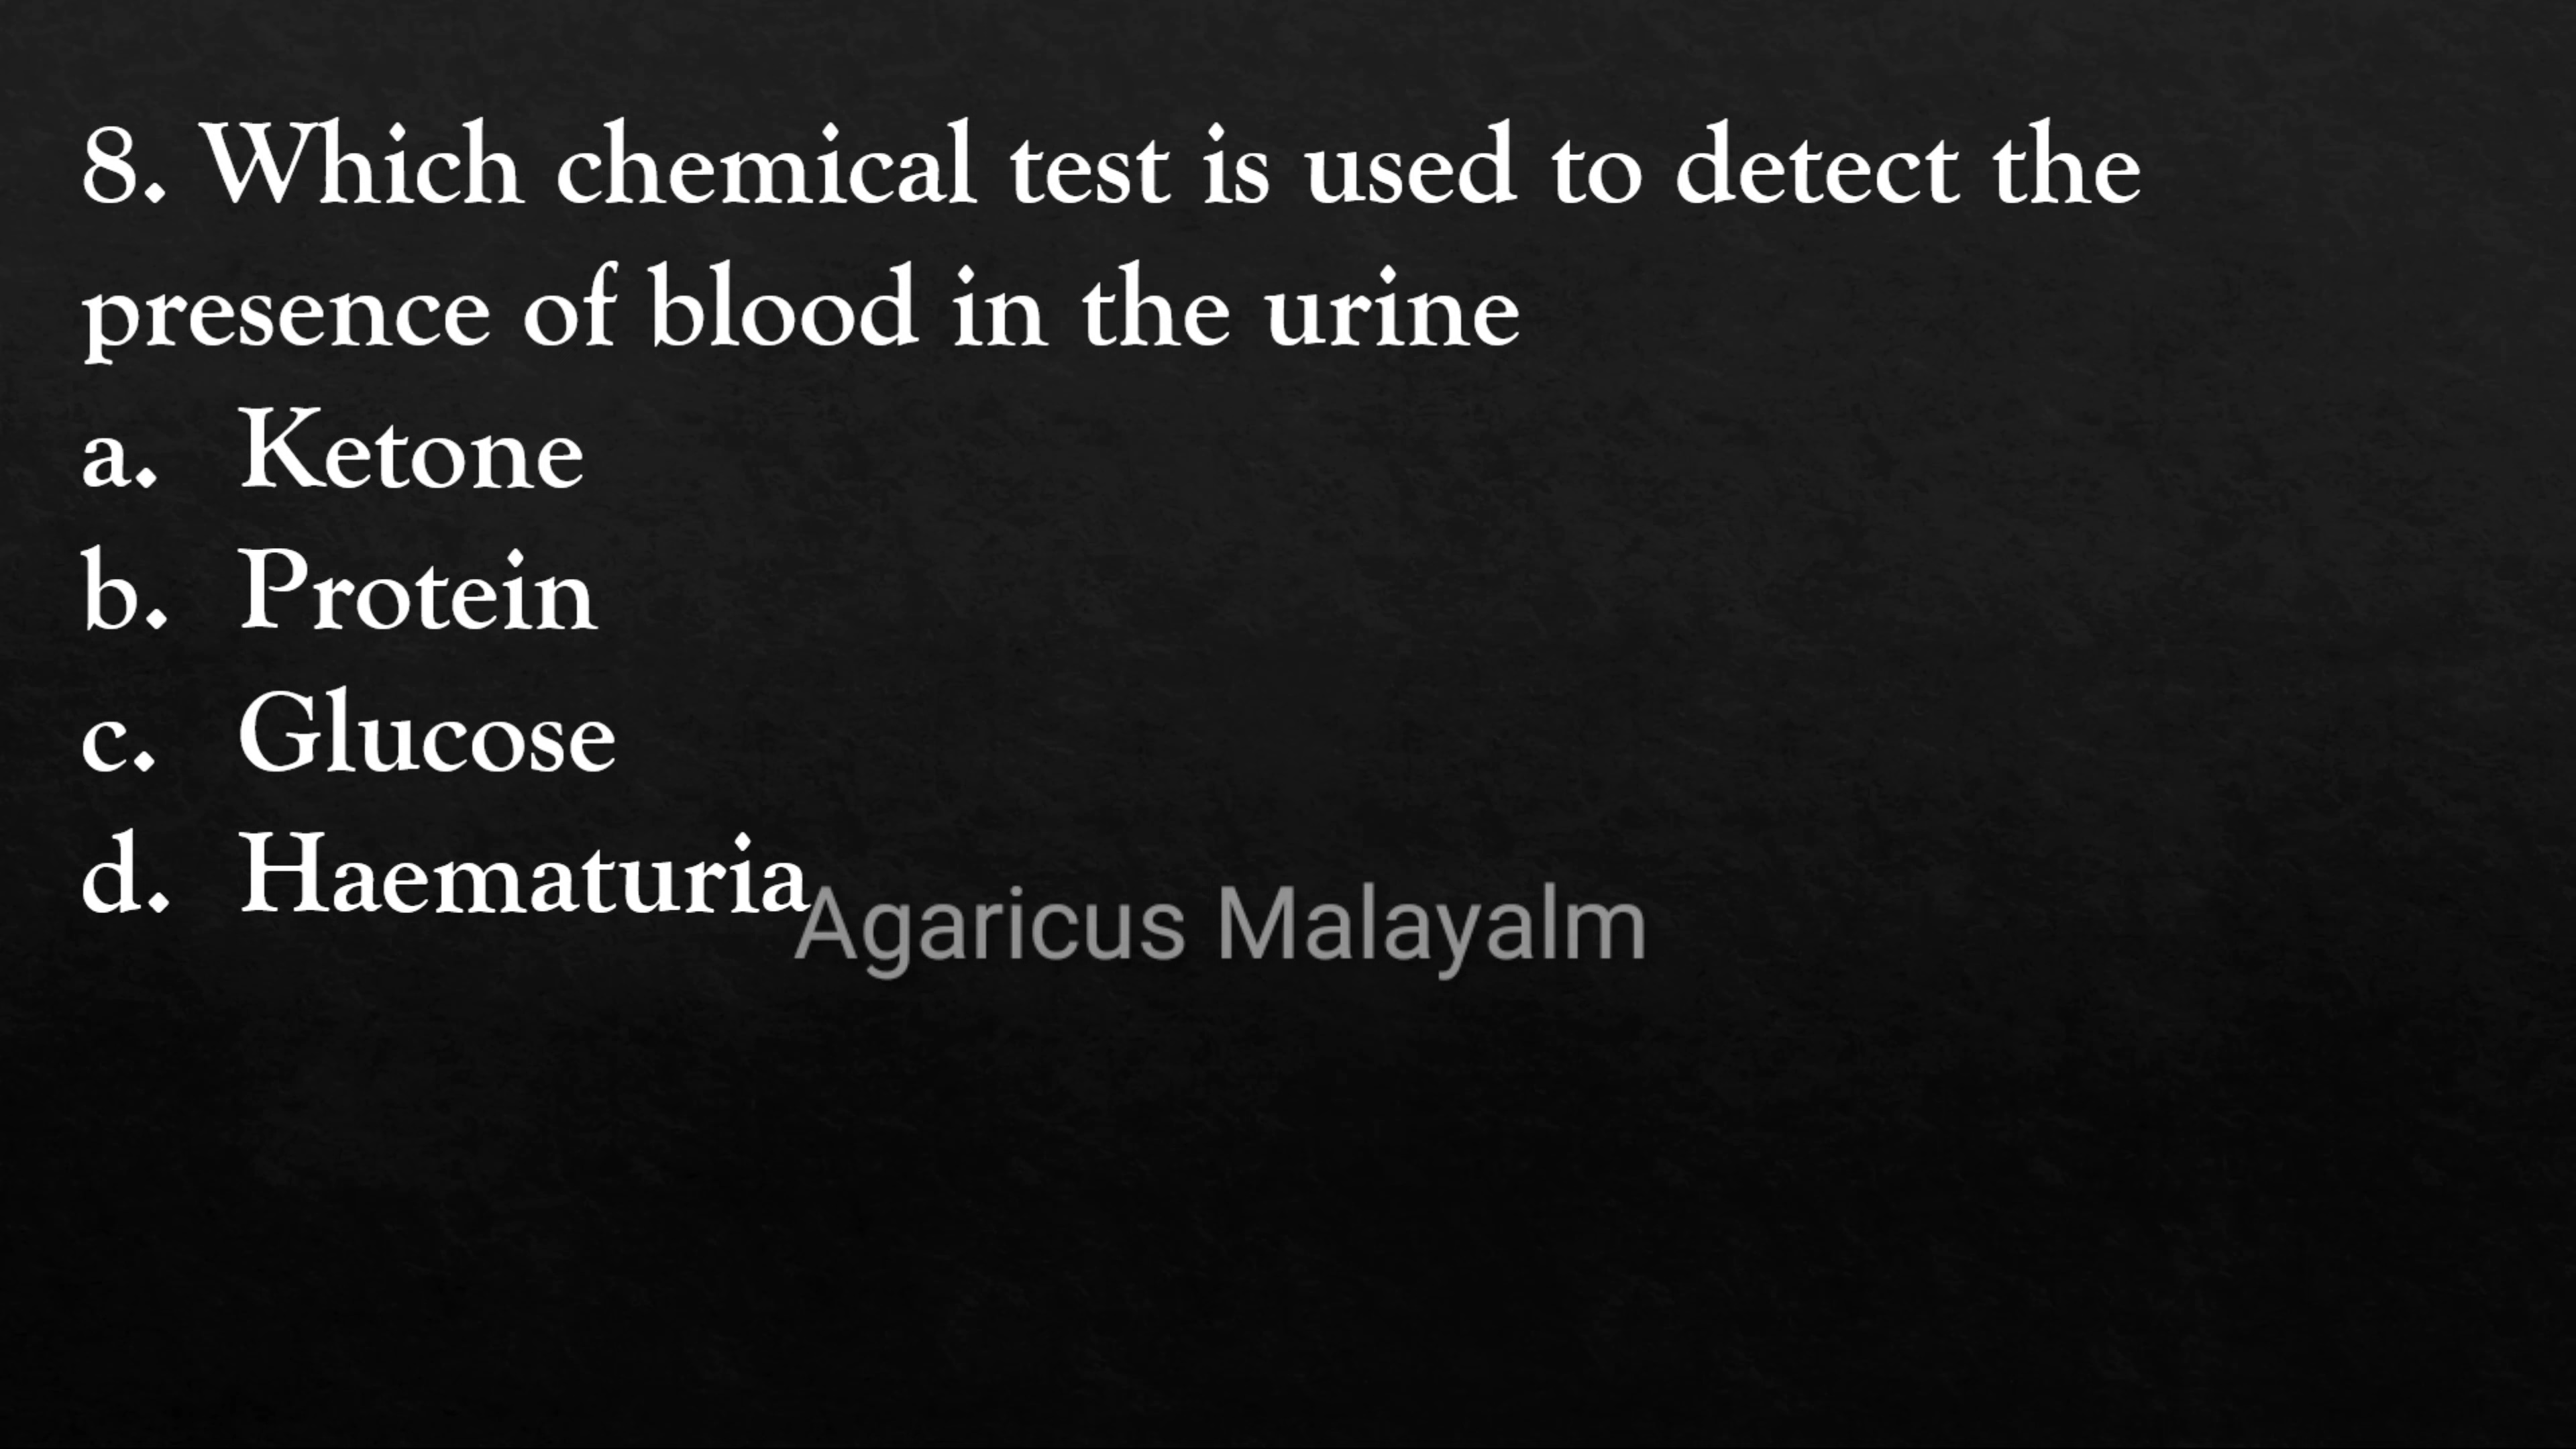 8. Which chemical test is used to detect the
presence of blood in the urine
a. Ketone
b. Protein
c. Glucose
d. Haematuria
Agaricus Malayalm